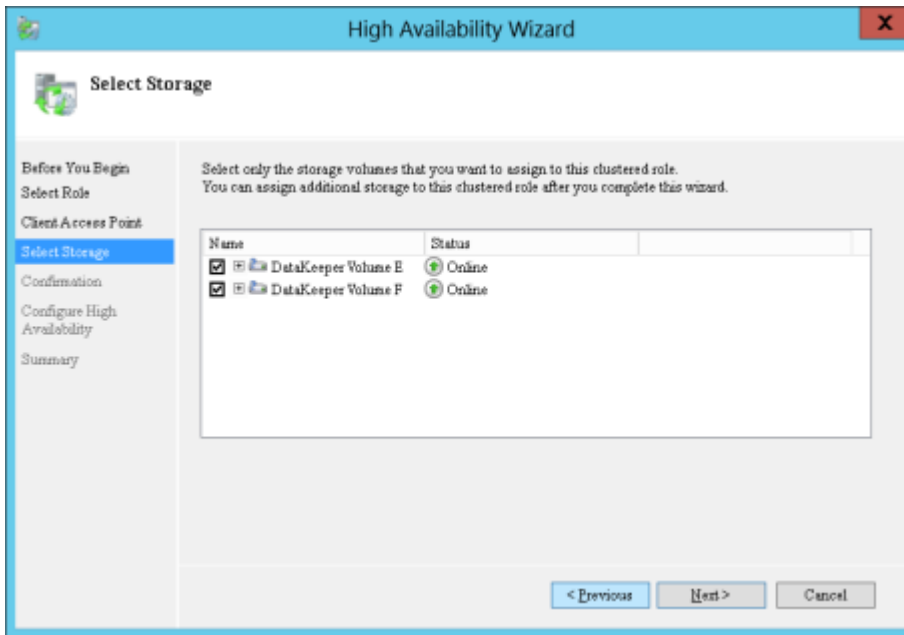 High Availability Wizard
X
Select Storage
Before You Begin
Select Role
Client Access Point
Select Storage
Confirmation
Configure High
Availability
Summary
Select only the storage volumes that you want to assign to this clustered role.
You can assign additional storage to this clustered role after you complete this wizard.
Name Status
DataKeeper Volume E Online
DataKeeper Volume F Online
< Previous Next > Cancel